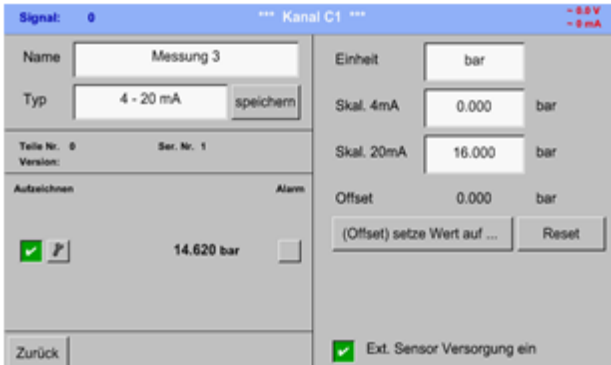 Signal: 0 *** Kanal C1 *** ~ 0.0 V
~ 0 mA
Name Messung 3
Typ 4 - 20 mA speichern
Teile Nr. 0 Ser. Nr. 1
Version:
Aufzeichnen Alarm
14.620 bar
Zurück
Einheit bar
Skal. 4mA 0.000 bar
Skal. 20mA 16.000 bar
Offset 0.000 bar
(Offset) setze Wert auf ... Reset
Ext. Sensor Versorgung ein